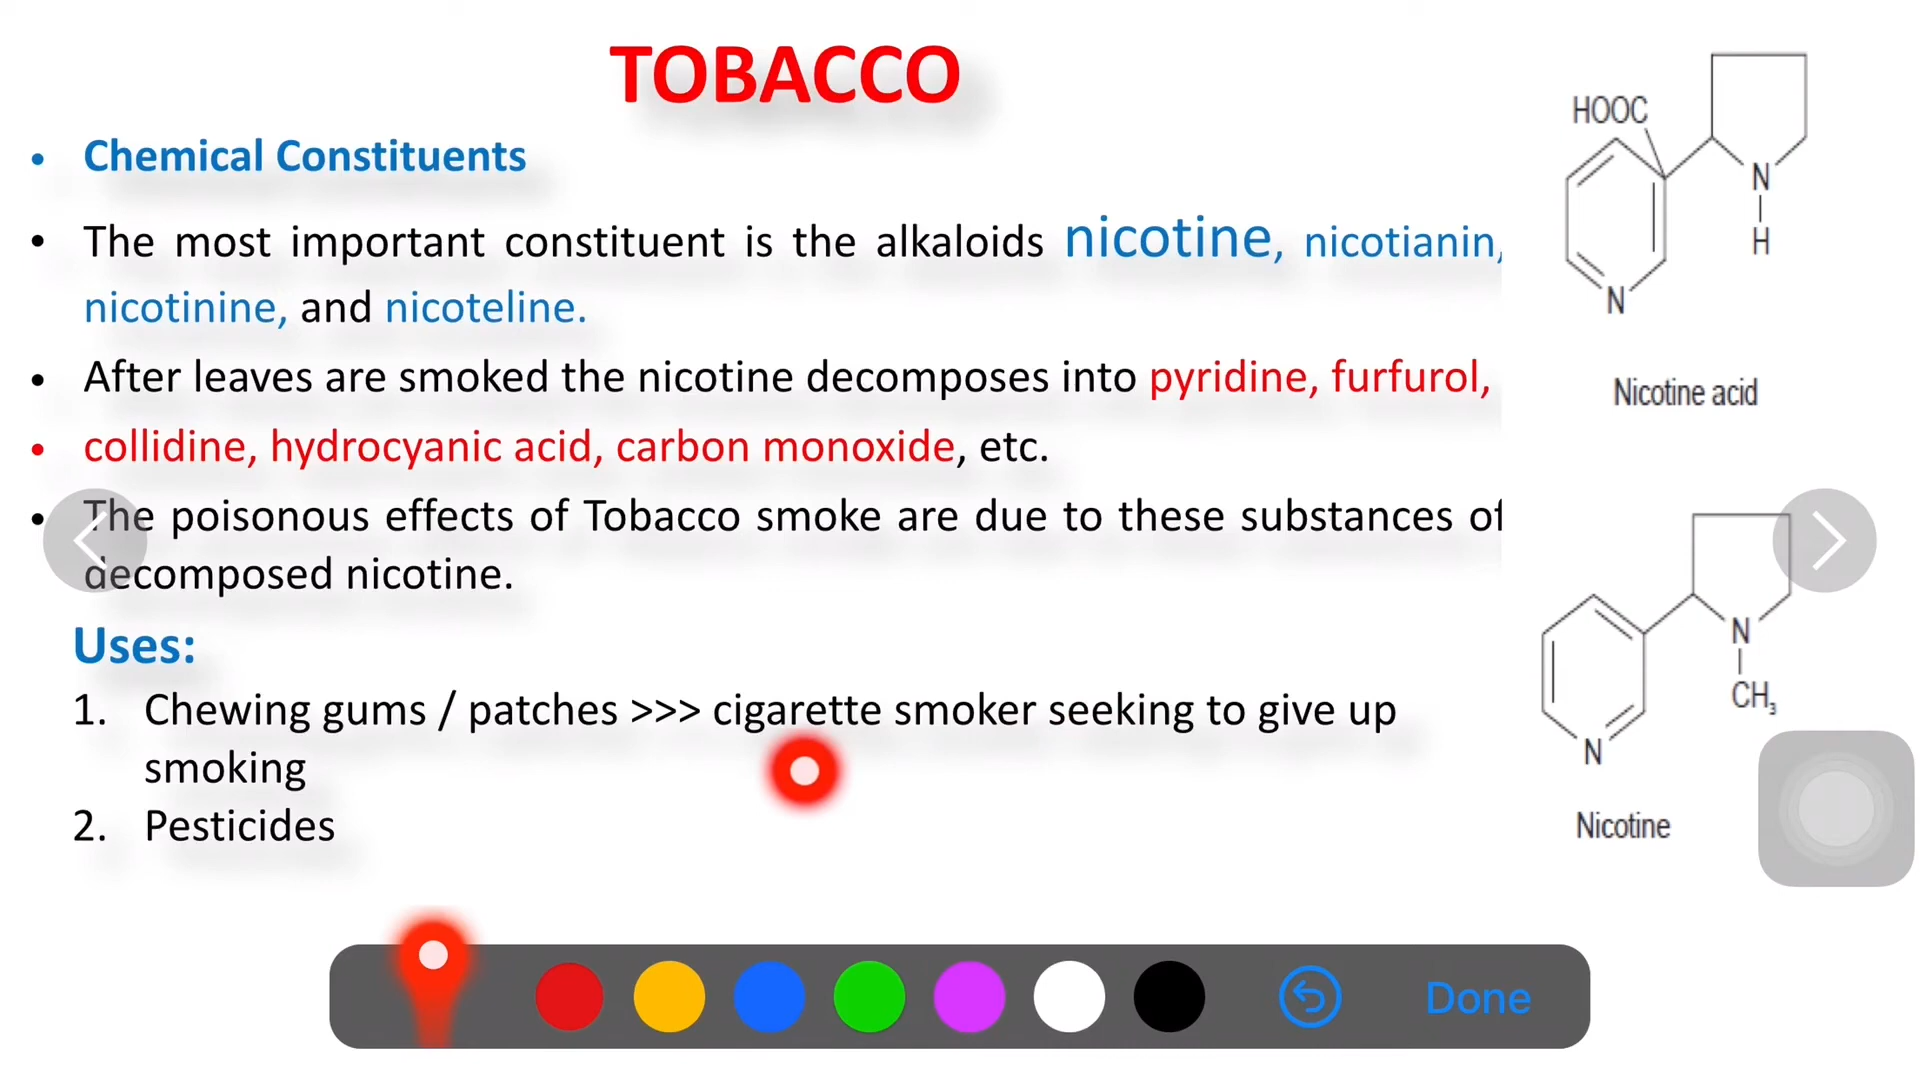 TOBACCO
• Chemical Constituents
• The most important constituent is the alkaloids nicotine, nicotianin,
nicotinine, and nicoteline.
• After leaves are smoked the nicotine decomposes into pyridine, furfurol,
• collidine, hydrocyanic acid, carbon monoxide, etc.
• The poisonous effects of Tobacco smoke are due to these substances of
decomposed nicotine.
Uses:
1. Chewing gums / patches >>> cigarette smoker seeking to give up
smoking
2. Pesticides
HOOC
N
H
N
Nicotine acid
N
CH₃
N
Nicotine
Done